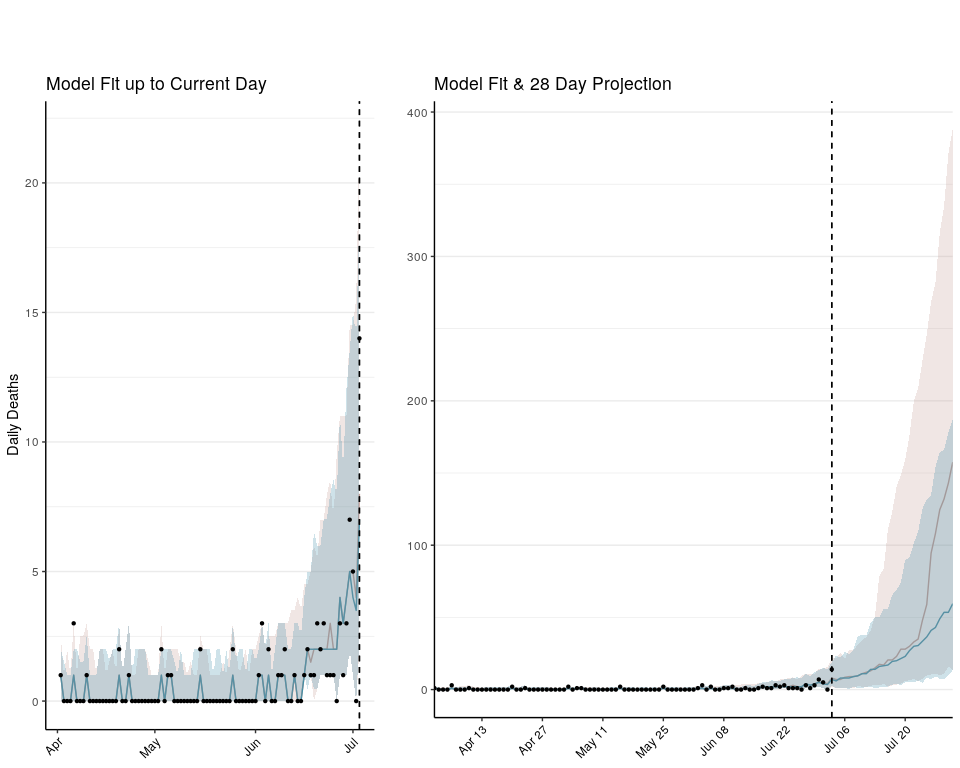 Model Fit up to Current Day
Daily Deaths
20
15
10
5
0
Apr
May
Jun
Jul
Model Fit & 28 Day Projection
400
300
200
100
0
Apr 13
Apr 27
May 11
May 25
Jun 08
Jun 22
Jul 06
Jul 20